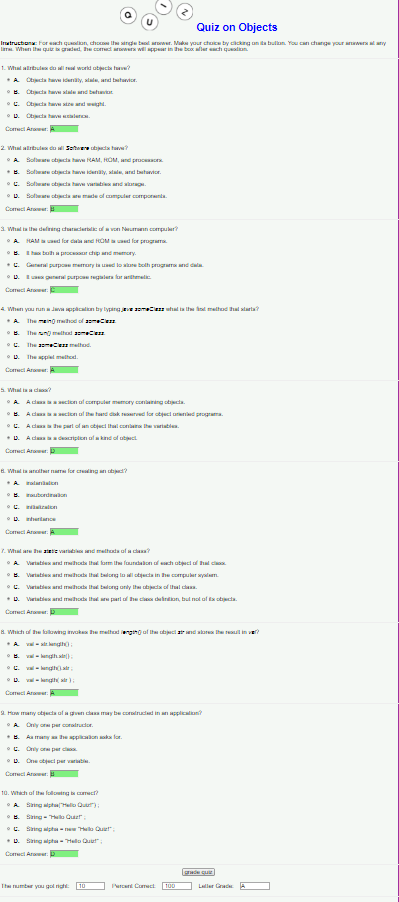 Q U I Z
Quiz on Objects
Instructions: For each question, choose the single best answer. Make your choice by clicking on its button. You can change your answers at any
time. When the quiz is graded, the correct answers will appear in the box after each question.
1. What attributes do all real world objects have?
A. Objects have identity, state, and behavior.
B. Objects have state and behavior.
C. Objects have size and weight.
D. Objects have existence.
Correct Answer: A
2. What attributes do all Software objects have?
A. Software objects have RAM, ROM, and processors.
B. Software objects have identity, state, and behavior.
C. Software objects have variables and storage.
D. Software objects are made of computer components.
Correct Answer: B
3. What is the defining characteristic of a von Neumann computer?
A. RAM is used for data and ROM is used for programs.
B. It has both a processor chip and memory.
C. General purpose memory is used to store both programs and data.
D. It uses general purpose registers for arithmetic.
Correct Answer: C
4. When you run a Java application by typing java someClass what is the first method that starts?
A. The main() method of someClass.
B. The run() method someClass.
C. The someClass method.
D. The applet method.
Correct Answer: A
5. What is a class?
A. A class is a section of computer memory containing objects.
B. A class is a section of the hard disk reserved for object oriented programs.
C. A class is the part of an object that contains the variables.
D. A class is a description of a kind of object.
Correct Answer: D
6. What is another name for creating an object?
A. instantiation
B. insubordination
C. initialization
D. inheritance
Correct Answer: A
7. What are the static variables and methods of a class?
A. Variables and methods that form the foundation of each object of that class.
B. Variables and methods that belong to all objects in the computer system.
C. Variables and methods that belong only the objects of that class.
D. Variables and methods that are part of the class definition, but not of its objects.
Correct Answer: D
8. Which of the following invokes the method length() of the object str and stores the result in val?
A. val = str.length() ;
B. val = length.str() ;
C. val = length().str ;
D. val = length( str ) ;
Correct Answer: A
9. How many objects of a given class may be constructed in an application?
A. Only one per constructor.
B. As many as the application asks for.
C. Only one per class.
D. One object per variable.
Correct Answer: B
10. Which of the following is correct?
A. String alpha("Hello Quiz!") ;
B. String = "Hello Quiz!" ;
C. String alpha = new "Hello Quiz!" ;
D. String alpha = "Hello Quiz!" ;
Correct Answer: D
grade quiz
The number you got right: 10 Percent Correct: 100 Letter Grade: A